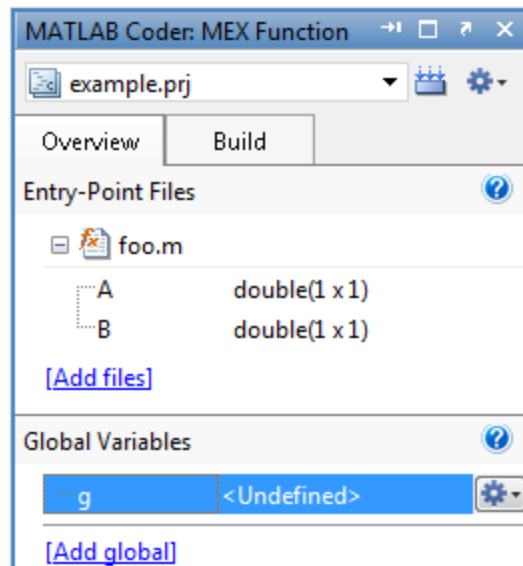 MATLAB Coder: MEX Function
example.prj
Overview Build
Entry-Point Files
foo.m
A double(1 x 1)
B double(1 x 1)
[Add files]
Global Variables
g <Undefined>
[Add global]